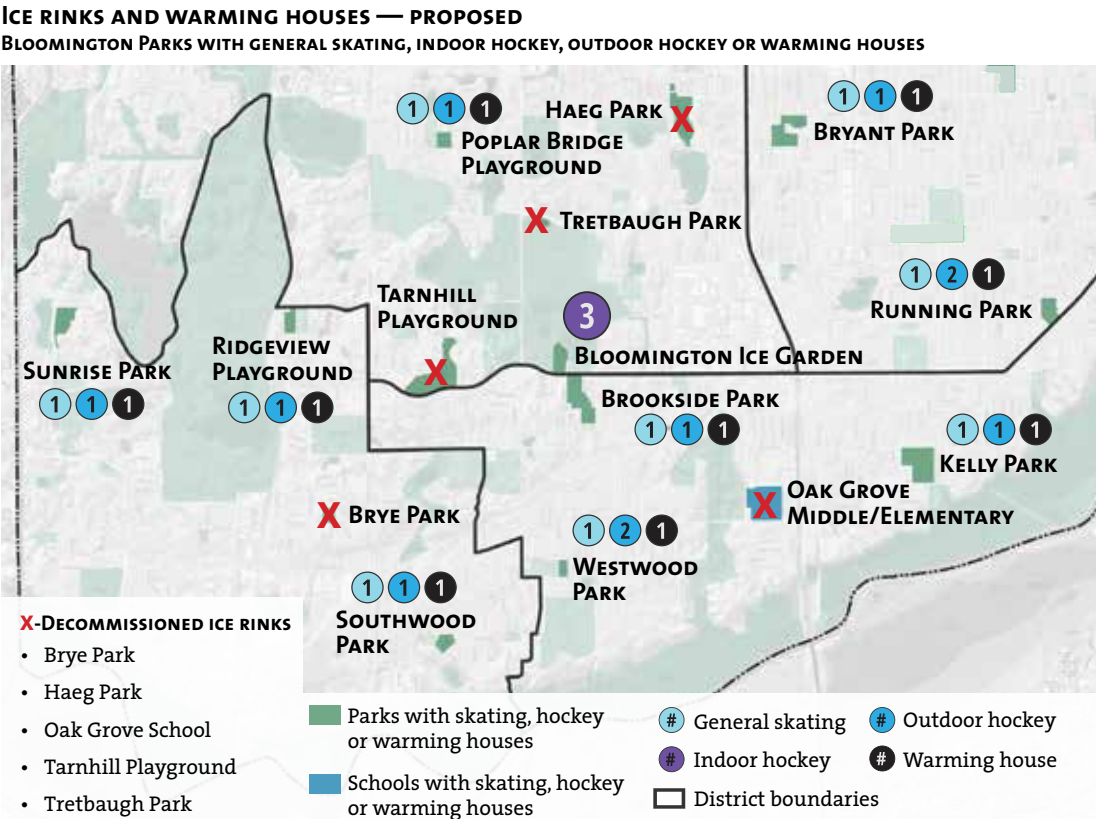 Ice rinks and warming houses — proposed
Bloomington Parks with general skating, indoor hockey, outdoor hockey or warming houses
1 1 1
Poplar Bridge
Playground
Haeg Park X
1 1 1
Bryant Park
X Tretbaugh Park
1 2 1
Running Park
Tarnhill
Playground
X
3
Bloomington Ice Garden
Sunrise Park
1 1 1
Ridgeview
Playground
1 1 1
Brookside Park
1 1 1
1 1 1
Kelly Park
X Oak Grove
Middle/Elementary
X Brye Park
1 2 1
Westwood
Park
1 1 1
Southwood
Park
X-Decommissioned ice rinks
• Brye Park
• Haeg Park
• Oak Grove School
• Tarnhill Playground
• Tretbaugh Park
Parks with skating, hockey
or warming houses
Schools with skating, hockey
or warming houses
# General skating
# Outdoor hockey
# Indoor hockey
# Warming house
District boundaries